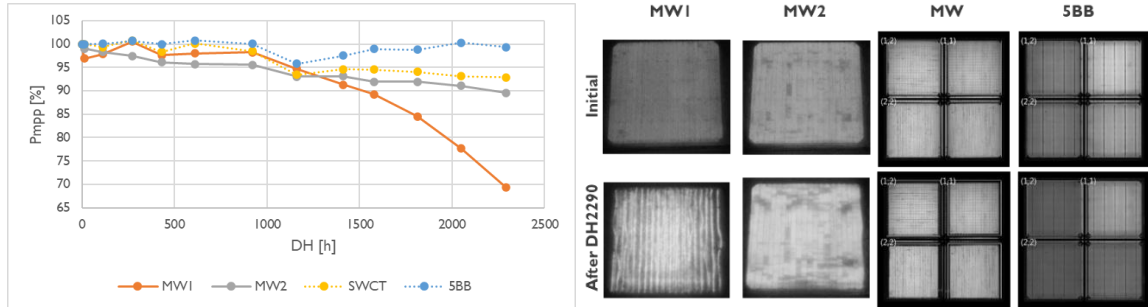 105
100
95
90
85
80
75
70
65
Pmpp [%]
0
500
1000
1500
2000
2500
DH [h]
MW1 MW2 SWCT 5BB
MW1 MW2 MW 5BB
Initial
(1,2) (1,1) (1,2) (1,1)
(2,2) (2,2)
After DH2290
(1,2) (1,1) (1,2) (1,1)
(2,2) (2,2)